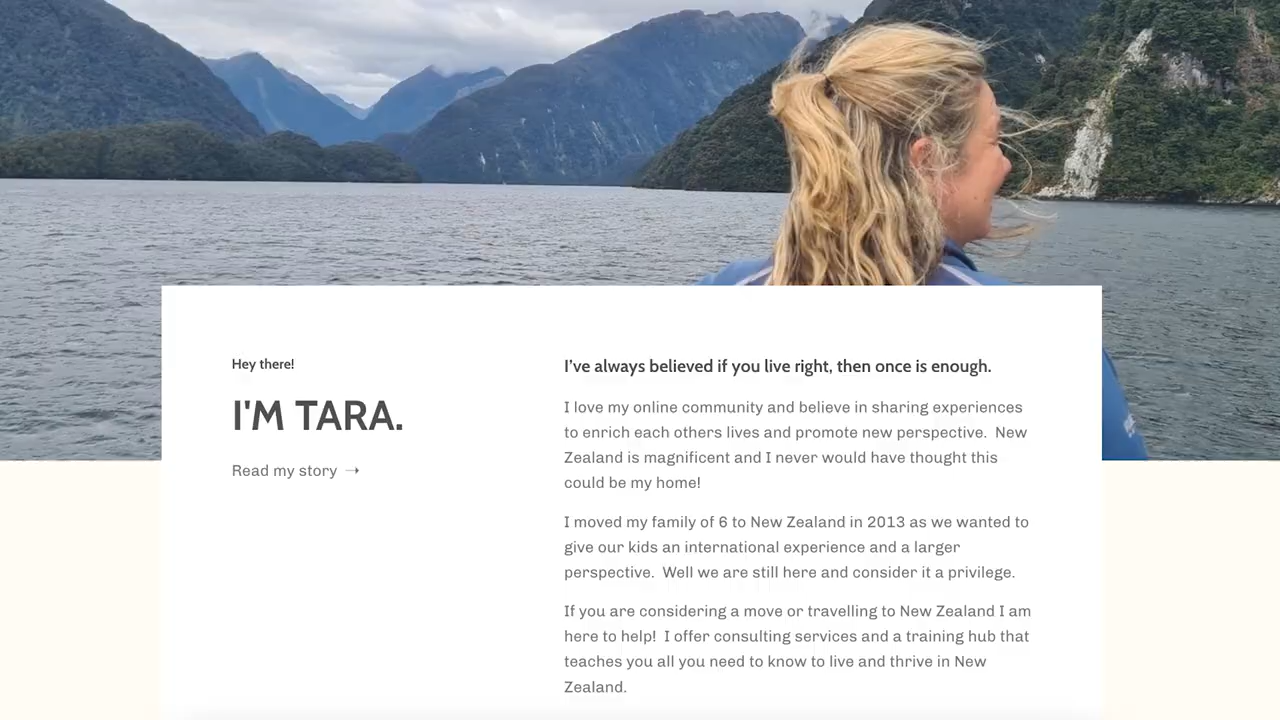 Hey there!
I'M TARA.
Read my story →
I've always believed if you live right, then once is enough.
I love my online community and believe in sharing experiences
to enrich each others lives and promote new perspective.  New
Zealand is magnificent and I never would have thought this
could be my home!
I moved my family of 6 to New Zealand in 2013 as we wanted to
give our kids an international experience and a larger
perspective.  Well we are still here and consider it a privilege.
If you are considering a move or travelling to New Zealand I am
here to help!  I offer consulting services and a training hub that
teaches you all you need to know to live and thrive in New
Zealand.